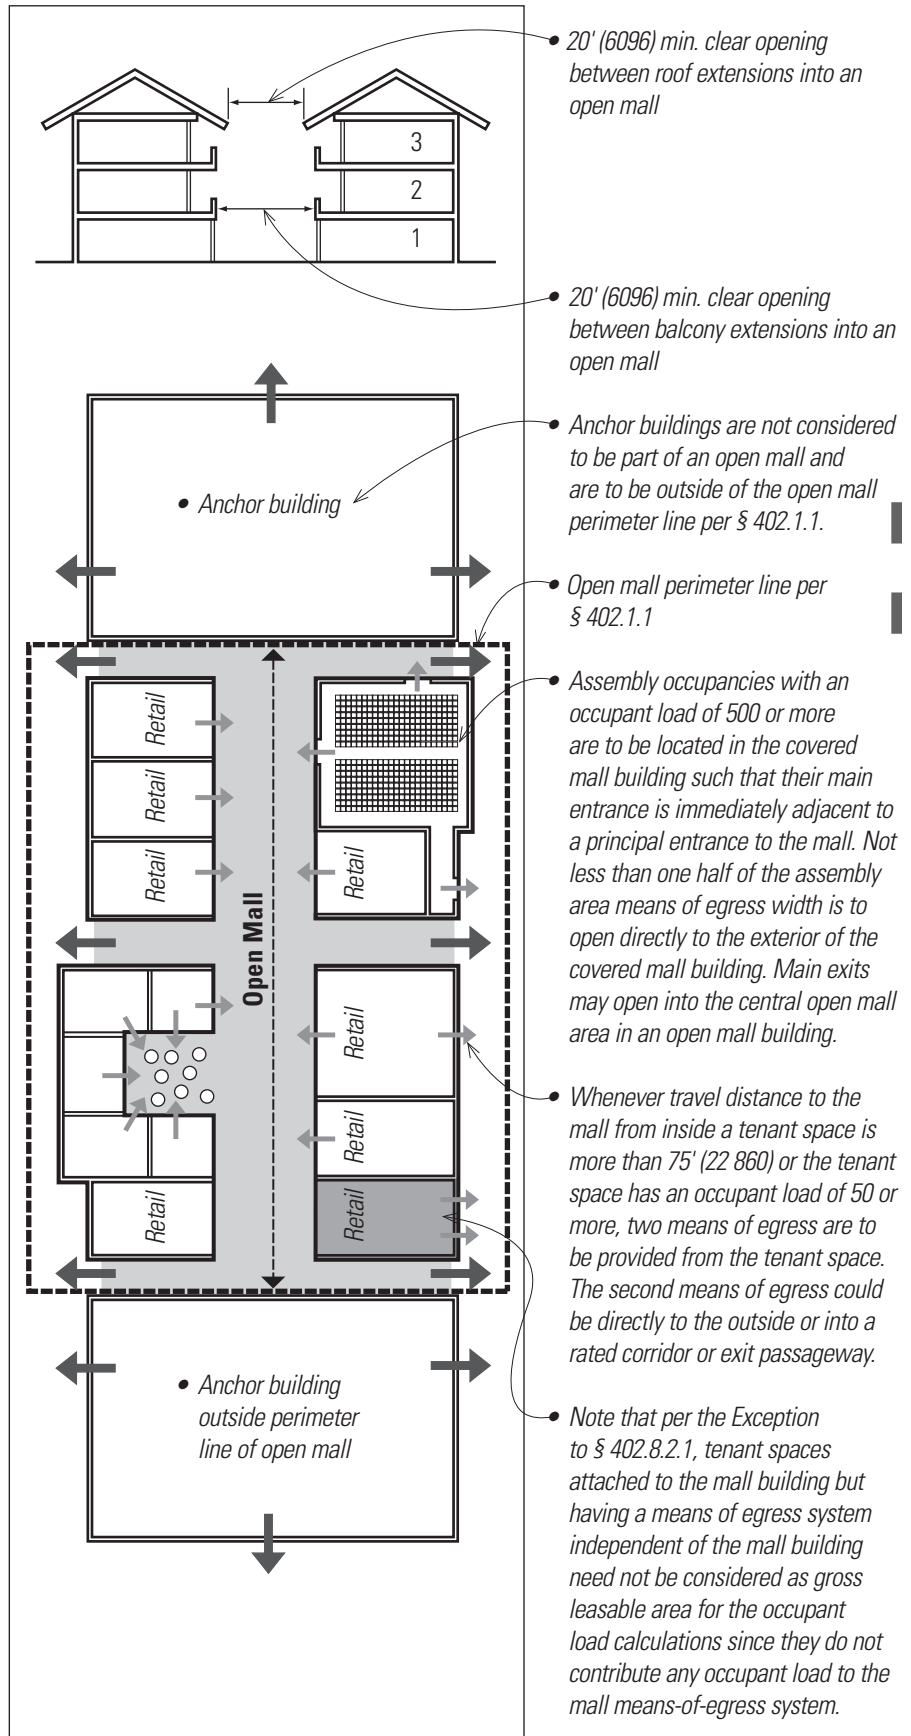 • 20' (6096) min. clear opening
between roof extensions into an
open mall
3
2
1
• 20' (6096) min. clear opening
between balcony extensions into an
open mall
• Anchor buildings are not considered
to be part of an open mall and
are to be outside of the open mall
perimeter line per § 402.1.1.
• Anchor building
• Open mall perimeter line per
§ 402.1.1
• Assembly occupancies with an
occupant load of 500 or more
are to be located in the covered
mall building such that their main
entrance is immediately adjacent to
a principal entrance to the mall. Not
less than one half of the assembly
area means of egress width is to
open directly to the exterior of the
covered mall building. Main exits
may open into the central open mall
area in an open mall building.
Retail
Retail
Retail
Retail
Open Mall
Retail
Retail
Retail
• Whenever travel distance to the
mall from inside a tenant space is
more than 75' (22 860) or the tenant
space has an occupant load of 50 or
more, two means of egress are to
be provided from the tenant space.
The second means of egress could
be directly to the outside or into a
rated corridor or exit passageway.
• Anchor building
outside perimeter
line of open mall
• Note that per the Exception
to § 402.8.2.1, tenant spaces
attached to the mall building but
having a means of egress system
independent of the mall building
need not be considered as gross
leasable area for the occupant
load calculations since they do not
contribute any occupant load to the
mall means-of-egress system.